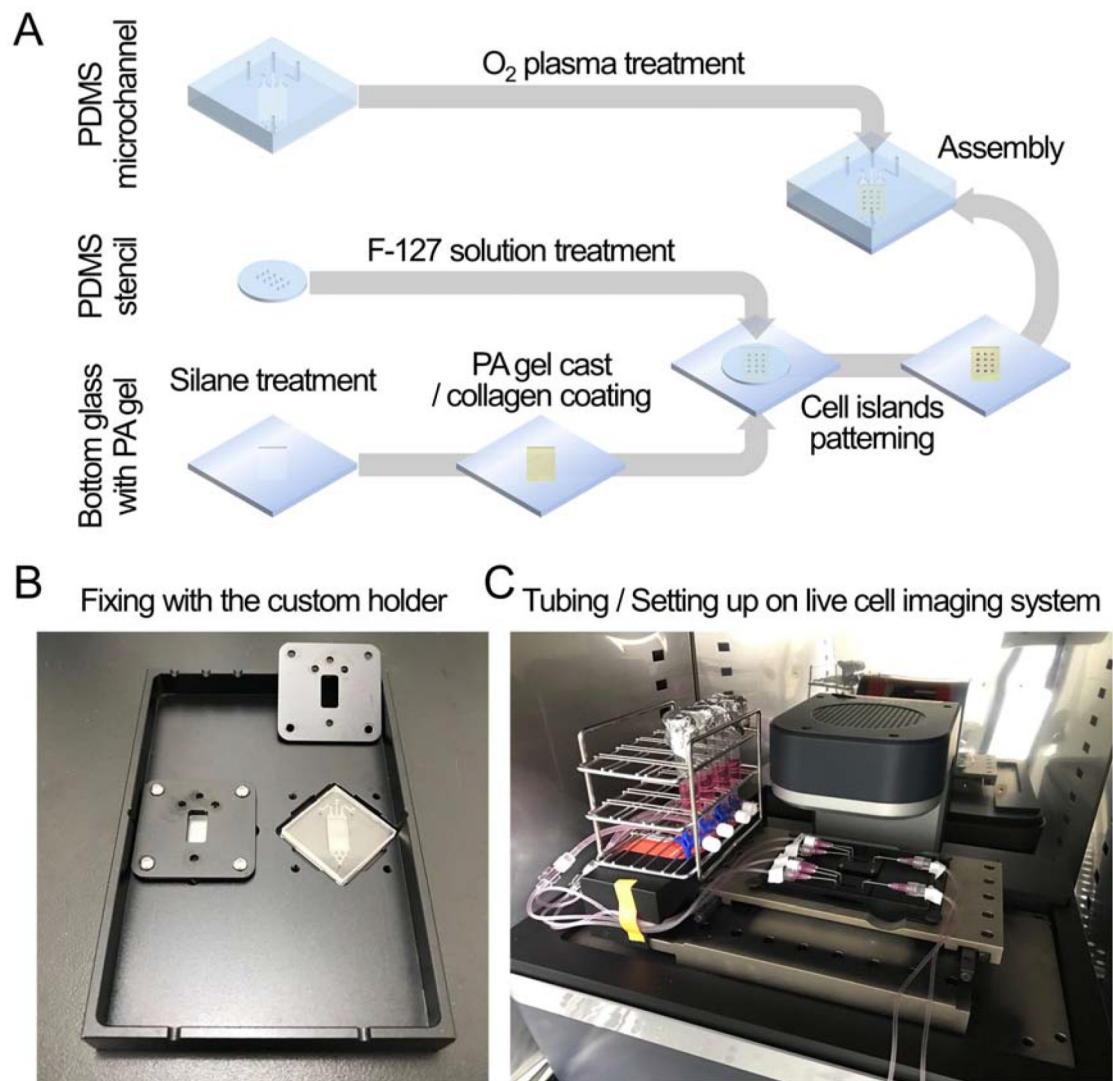 A
PDMS
microchannel
O₂ plasma treatment
Assembly
PDMS
stencil
F-127 solution treatment
Bottom glass
with PA gel
Silane treatment
PA gel cast
/ collagen coating
Cell islands
patterning
B
Fixing with the custom holder
C
Tubing / Setting up on live cell imaging system